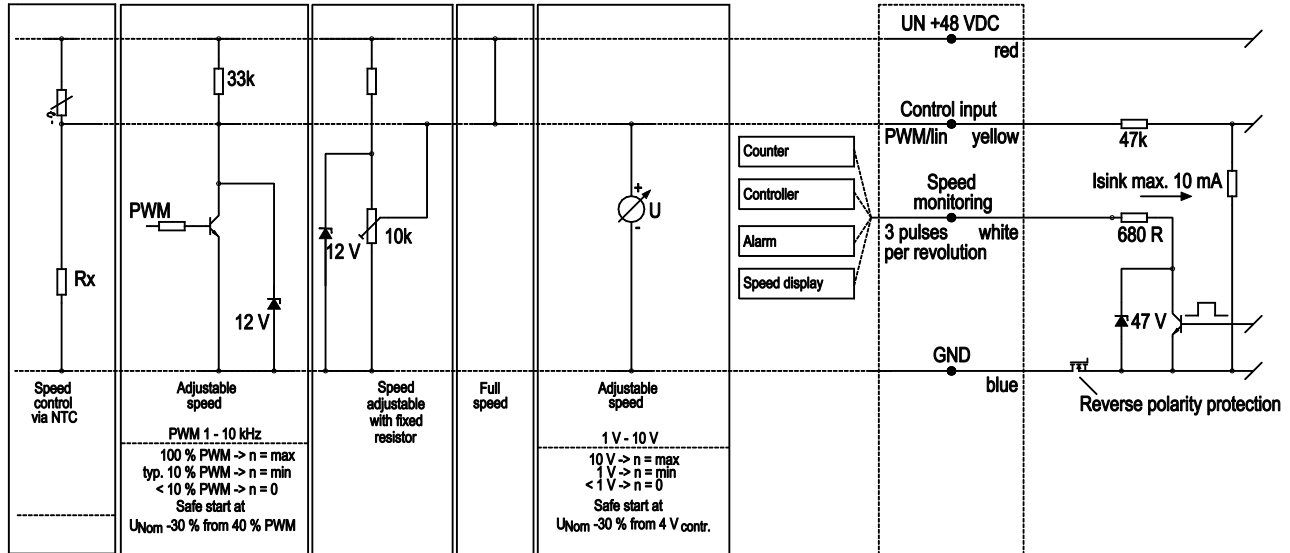 UN +48 VDC
red
33k
Control input
PWM/lin yellow
47k
Counter
Controller
Alarm
Speed display
Speed
monitoring
3 pulses white
per revolution
Isink max. 10 mA
680 R
PWM
U
+
-
10k
12 V
Rx
12 V
47 V
GND
blue
Reverse polarity protection
Speed
control
via NTC
Adjustable
speed
PWM 1 - 10 kHz
100 % PWM -> n = max
typ. 10 % PWM -> n = min
< 10 % PWM -> n = 0
Safe start at
UNom -30 % from 40 % PWM
Speed
adjustable
with fixed
resistor
Full
speed
Adjustable
speed
1 V - 10 V
10 V -> n = max
1 V -> n = min
< 1 V -> n = 0
Safe start at
UNom -30 % from 4 Vcontr.